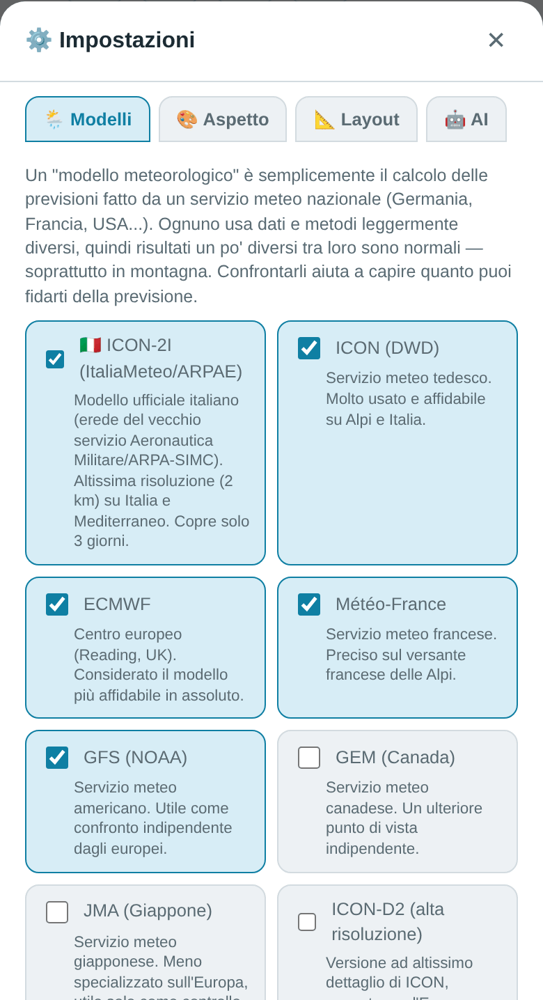 ⚙️ Impostazioni ✕
🌦️ Modelli
🎨 Aspetto
📐 Layout
🤖 AI
Un "modello meteorologico" è semplicemente il calcolo delle
previsioni fatto da un servizio meteo nazionale (Germania,
Francia, USA...). Ognuno usa dati e metodi leggermente
diversi, quindi risultati un po' diversi tra loro sono normali —
soprattutto in montagna. Confrontarli aiuta a capire quanto puoi
fidarti della previsione.
🇮🇹 ICON-2I
(ItaliaMeteo/ARPAE)
Modello ufficiale italiano
(erede del vecchio
servizio Aeronautica
Militare/ARPA-SIMC).
Altissima risoluzione (2
km) su Italia e
Mediterraneo. Copre solo
3 giorni.
ICON (DWD)
Servizio meteo tedesco.
Molto usato e affidabile
su Alpi e Italia.
ECMWF
Centro europeo
(Reading, UK).
Considerato il modello
più affidabile in assoluto.
Météo-France
Servizio meteo francese.
Preciso sul versante
francese delle Alpi.
GFS (NOAA)
Servizio meteo
americano. Utile come
confronto indipendente
dagli europei.
GEM (Canada)
Servizio meteo
canadese. Un ulteriore
punto di vista
indipendente.
JMA (Giappone)
Servizio meteo
giapponese. Meno
specializzato sull'Europa,
ICON-D2 (alta
risoluzione)
Versione ad altissimo
dettaglio di ICON,